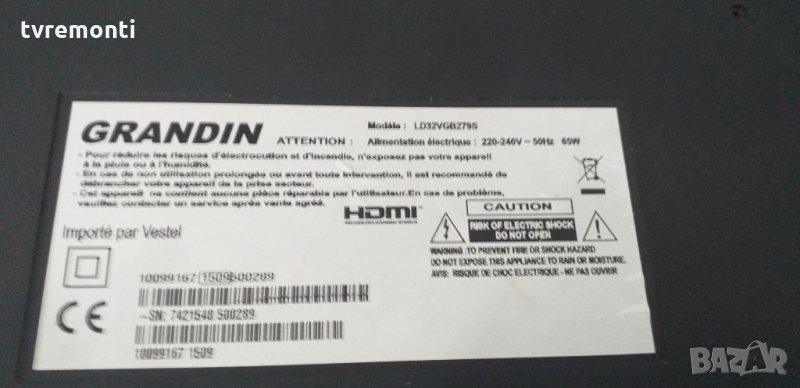 tvremonti
GRANDIN
Modèle : LD32VGB279S
ATTENTION : Alimentation électrique : 220-240V ~ 50Hz 65W
- Pour réduire les risques d'électrocution et d'incendie, n'exposez pas votre appareil
à la pluie ou à l'humidité.
- En cas de non utilisation prolongée ou avant toute intervention, il est recommandé de
débrancher votre appareil de la prise secteur.
- Cet appareil ne contient aucune pièce réparable par l'utilisateur.En cas de problème,
veuillez contacter un service après vente agréé.
HDMI
CAUTION
RISK OF ELECTRIC SHOCK
DO NOT OPEN
WARNING :TO PREVENT FIRE OR SHOCK HAZARD
DO NOT EXPOSE THIS APPLIANCE TO RAIN OR MOISTURE.
AVIS: RISQUE DE CHOC ELECTRIQUE - NE PAS OUVRIR
Importé par Vestel
10099167 1509 500289
CE
~SN: 7421548 500289
10099167 1509
BAZAR